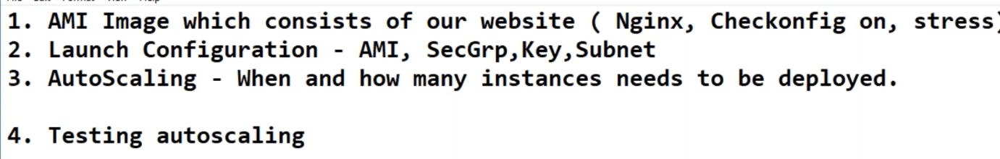 1. AMI Image which consists of our website ( Nginx, Checkonfig on, stress)
2. Launch Configuration - AMI, SecGrp,Key,Subnet
3. AutoScaling - When and how many instances needs to be deployed.
4. Testing autoscaling